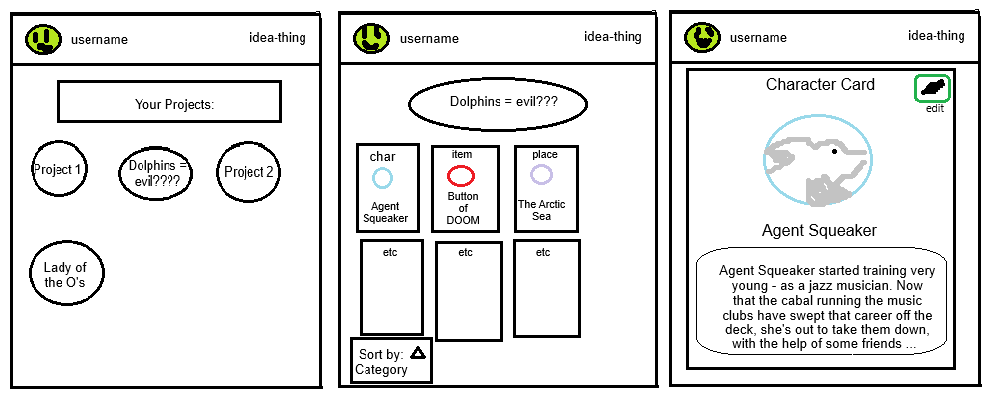 username
idea-thing
Your Projects:
Project 1
Dolphins =
evil????
Project 2
Lady of
the O's
username
idea-thing
Dolphins = evil???
char
Agent
Squeaker
item
Button
of
DOOM
place
The Arctic
Sea
etc
etc
etc
Sort by:
Category
username
idea-thing
Character Card
edit
Agent Squeaker
Agent Squeaker started training very
young - as a jazz musician. Now
that the cabal running the music
clubs have swept that career off the
deck, she's out to take them down,
with the help of some friends ...